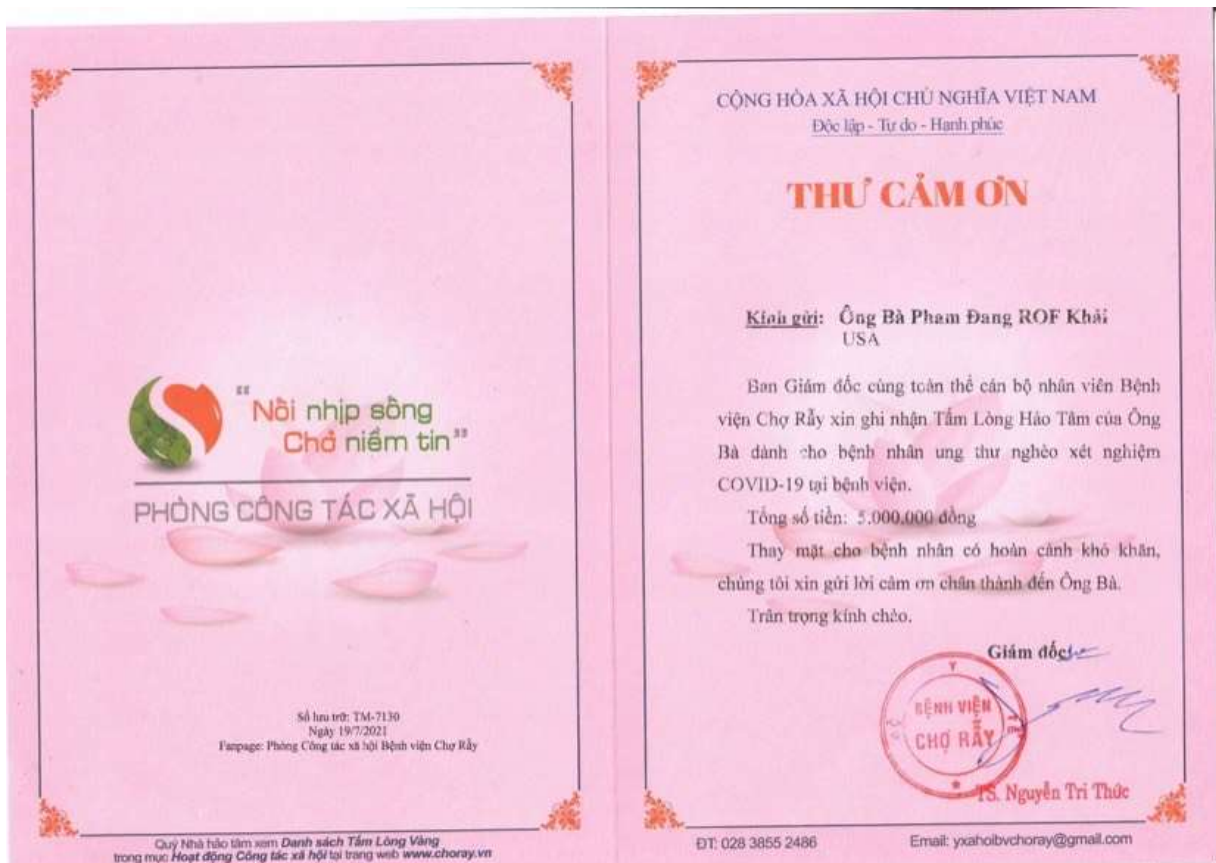 “Nối nhịp sống
Chở niềm tin”
PHÒNG CÔNG TÁC XÃ HỘI
Số lưu trữ: TM-7130
Ngày 19/7/2021
Fanpage: Phòng Công tác xã hội Bệnh viện Chợ Rẫy
Quý Nhà hảo tâm xem Danh sách Tấm Lòng Vàng
trong mục Hoạt động Công tác xã hội tại trang web www.choray.vn
CỘNG HÒA XÃ HỘI CHỦ NGHĨA VIỆT NAM
Độc lập - Tự do - Hạnh phúc
THƯ CẢM ƠN
Kính gửi: Ông Bà Pham Đang ROF Khải
USA
Ban Giám đốc cùng toàn thể cán bộ nhân viên Bệnh
viện Chợ Rẫy xin ghi nhận Tấm Lòng Hảo Tâm của Ông
Bà dành cho bệnh nhân ung thư nghèo xét nghiệm
COVID-19 tại bệnh viện.
Tổng số tiền: 5.000.000 đồng
Thay mặt cho bệnh nhân có hoàn cảnh khó khăn,
chúng tôi xin gửi lời cảm ơn chân thành đến Ông Bà.
Trân trọng kính chào.
Giám đốc
BỆNH VIỆN
CHỢ RẪY
TS. Nguyễn Tri Thức
ĐT: 028 3855 2486 Email: yxahoibvchoray@gmail.com